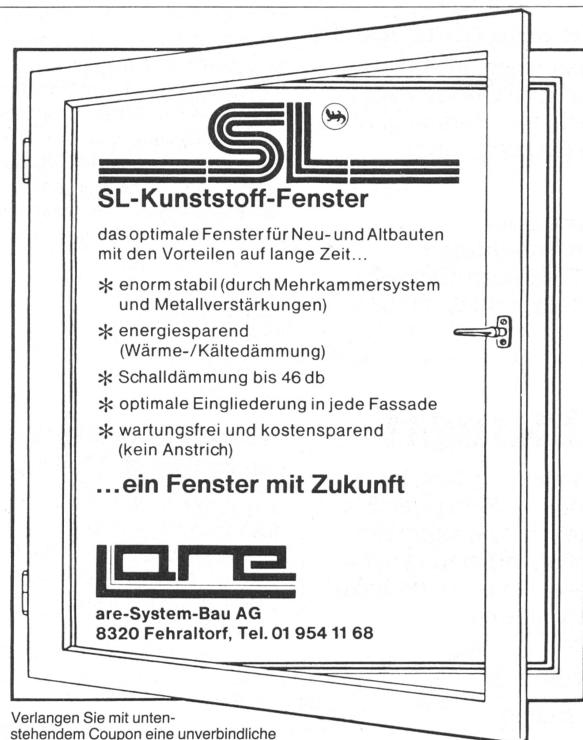 SL
SL-Kunststoff-Fenster
das optimale Fenster für Neu- und Altbauten
mit den Vorteilen auf lange Zeit...
* enorm stabil (durch Mehrkammersystem
und Metallverstärkungen)
* energiesparend
(Wärme-/Kältedämmung)
* Schalldämmung bis 46 db
* optimale Eingliederung in jede Fassade
* wartungsfrei und kostensparend
(kein Anstrich)
...ein Fenster mit Zukunft
are
are-System-Bau AG
8320 Fehraltorf, Tel. 01 954 11 68
Verlangen Sie mit unten-
stehendem Coupon eine unverbindliche